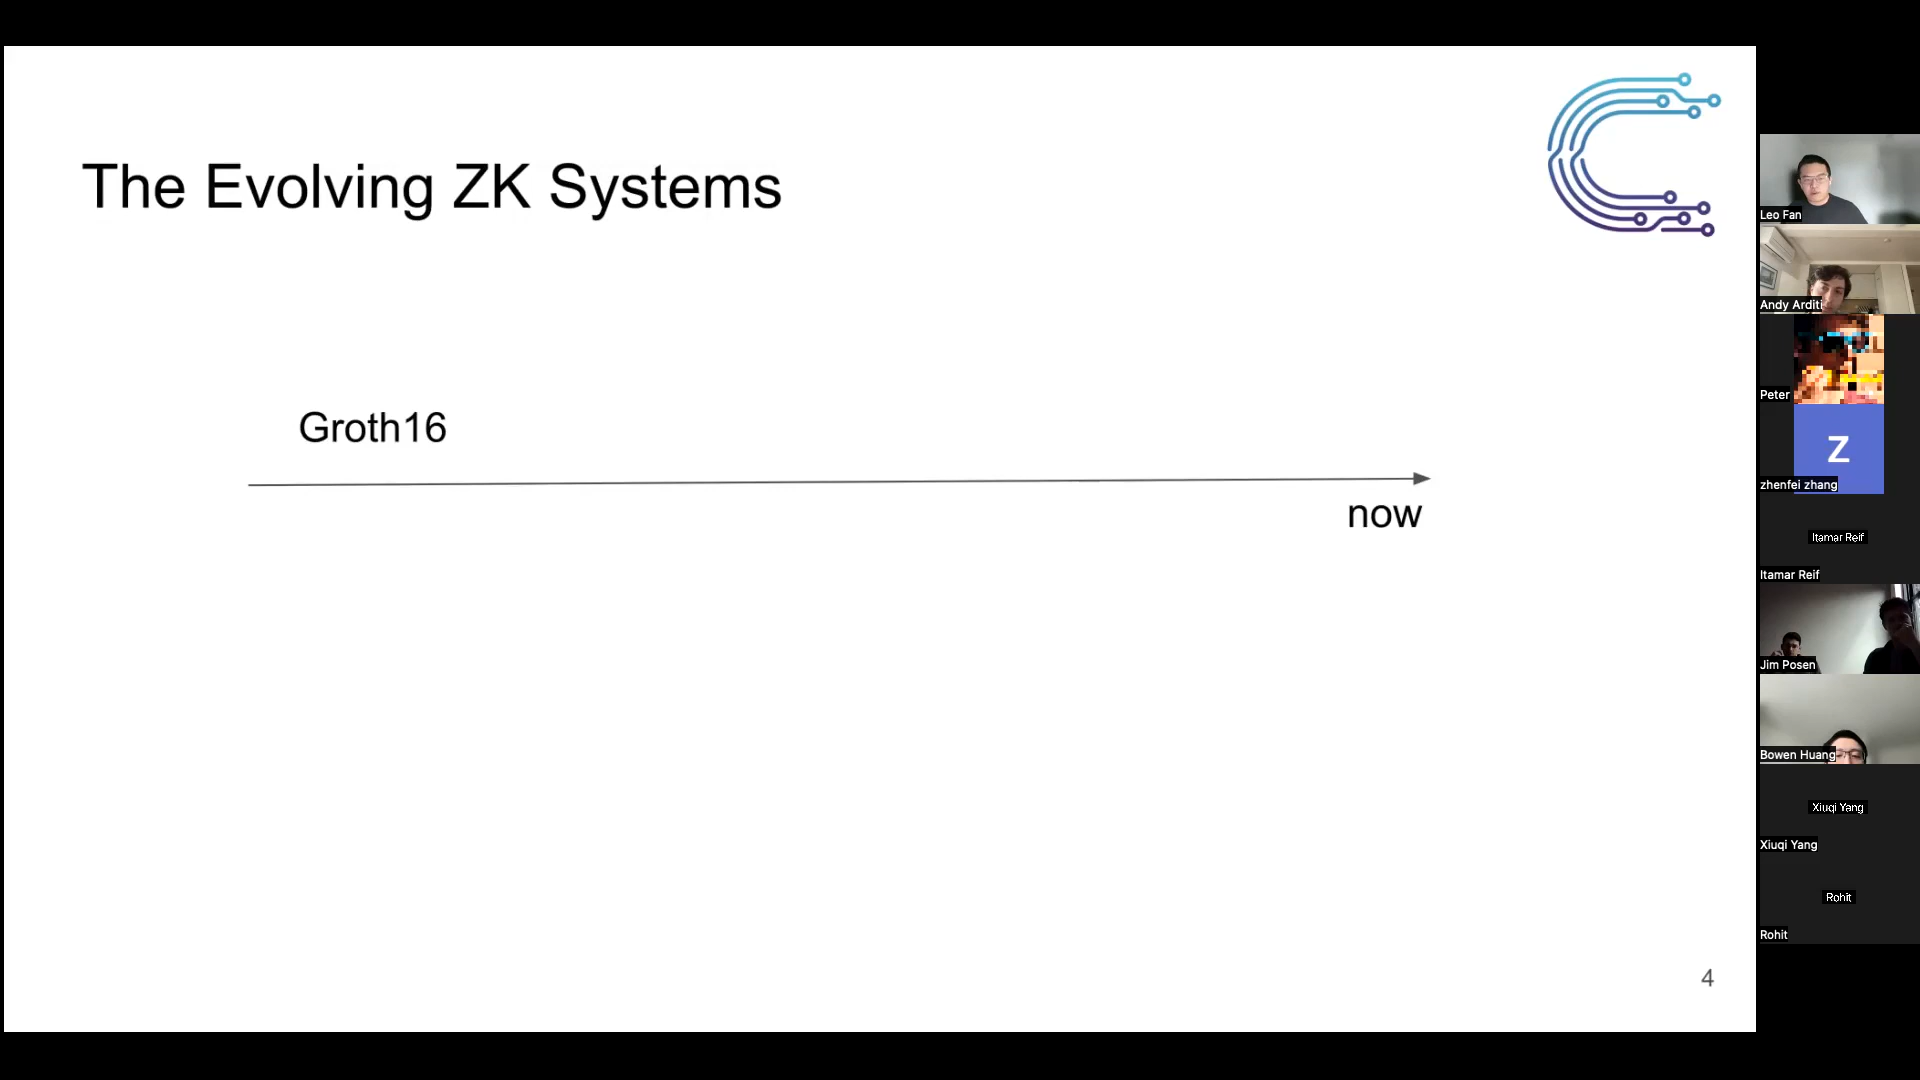 The Evolving ZK Systems
Groth16
now
4
Leo Fan
Andy Arditi
Peter
Z
zhenfei zhang
Itamar Reif
Itamar Reif
Jim Posen
Bowen Huang
Xiuqi Yang
Xiuqi Yang
Rohit
Rohit